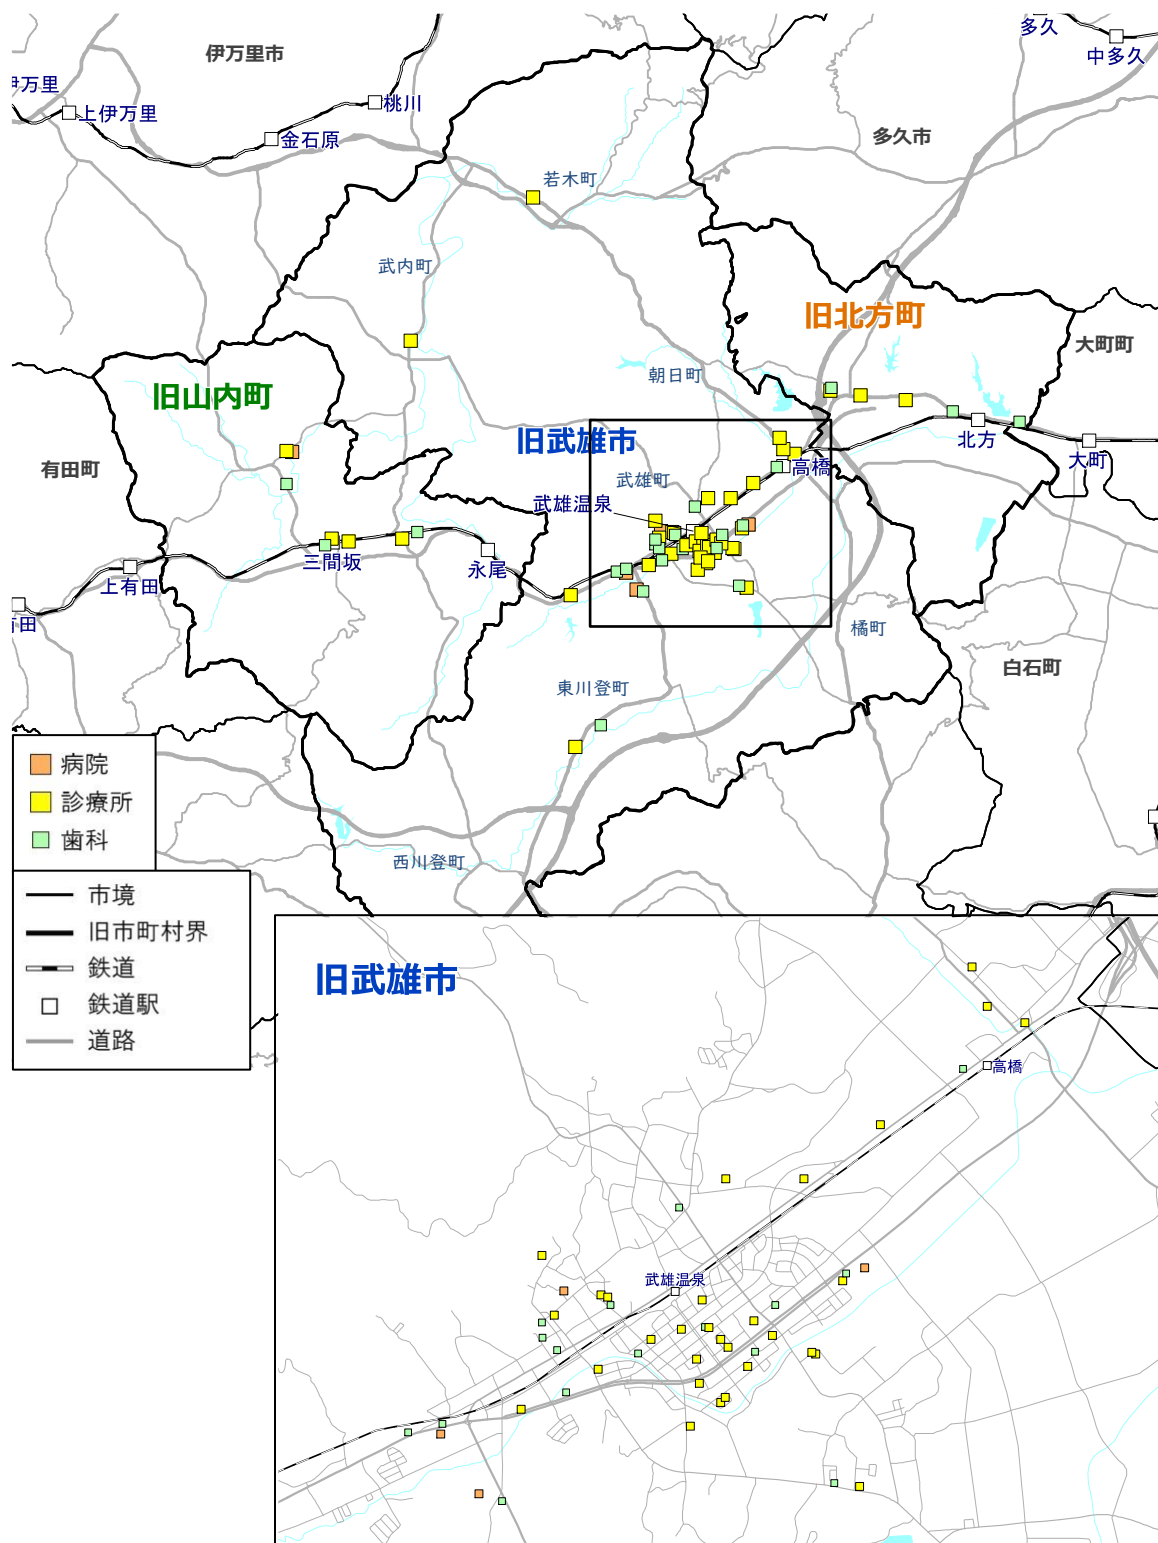 多久
中多久
伊万里市
伊万里
上伊万里
桃川
金石原
多久市
若木町
武内町
旧北方町
大町町
朝日町
旧山内町
旧武雄市
北方
大町
有田町
高橋
武雄町
武雄温泉
三間坂
永尾
上有田
有田
橘町
白石町
東川登町
西川登町
病院
診療所
歯科
市境
旧市町村界
鉄道
鉄道駅
道路
旧武雄市
高橋
武雄温泉